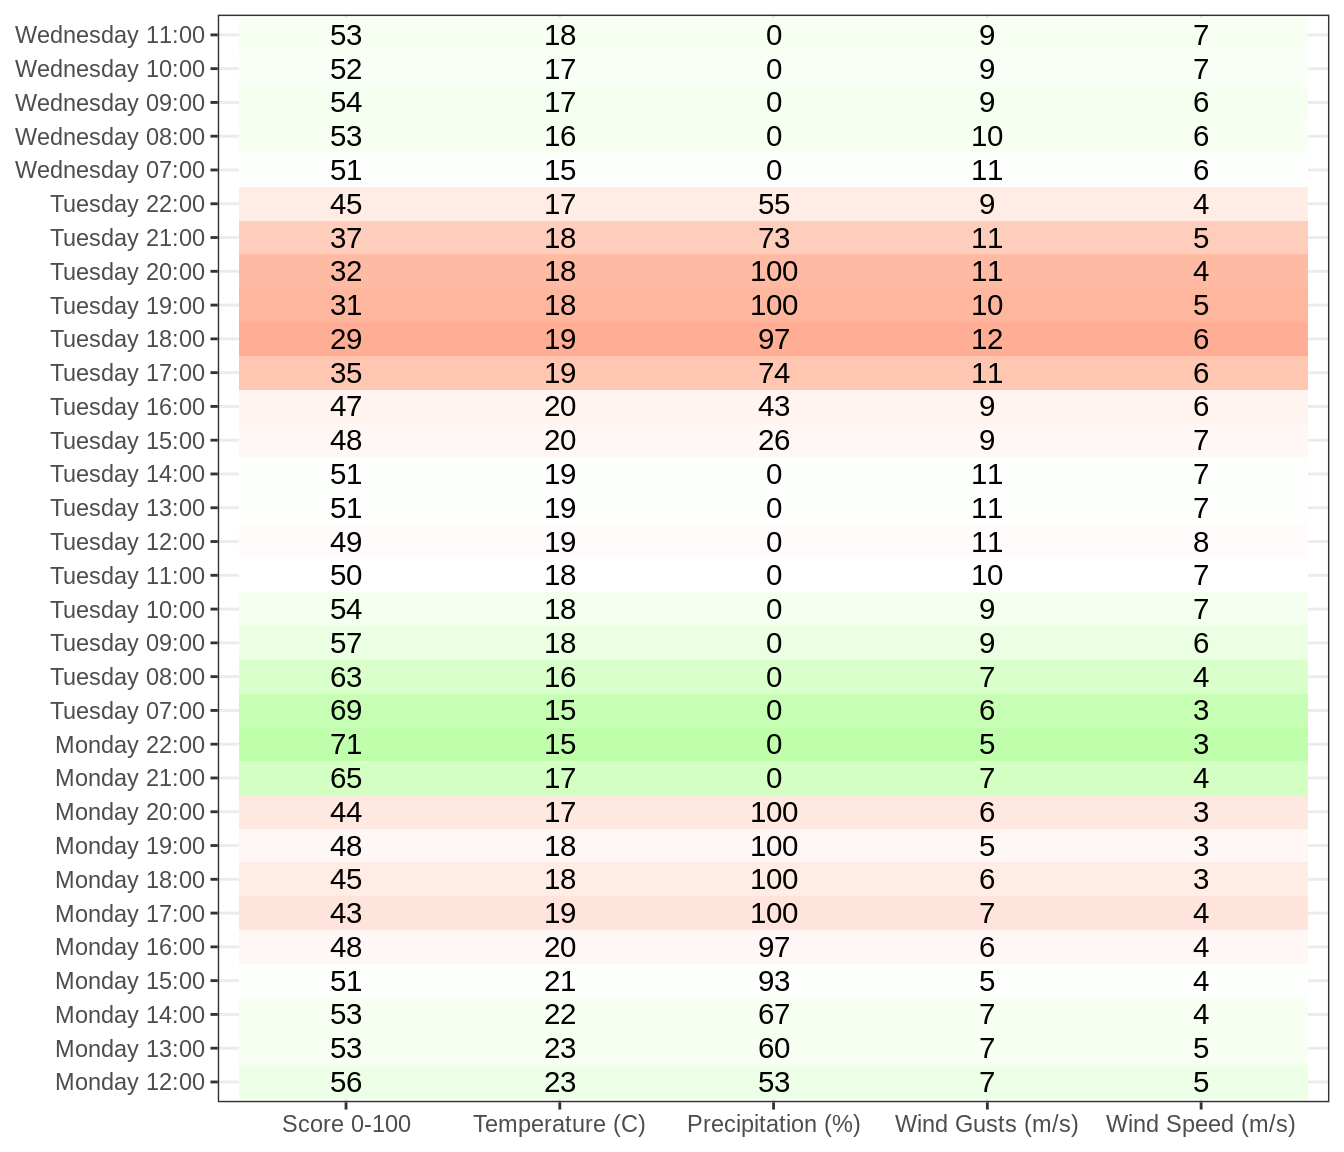 Wednesday 11:00 53 18 0 9 7
Wednesday 10:00 52 17 0 9 7
Wednesday 09:00 54 17 0 9 6
Wednesday 08:00 53 16 0 10 6
Wednesday 07:00 51 15 0 11 6
Tuesday 22:00 45 17 55 9 4
Tuesday 21:00 37 18 73 11 5
Tuesday 20:00 32 18 100 11 4
Tuesday 19:00 31 18 100 10 5
Tuesday 18:00 29 19 97 12 6
Tuesday 17:00 35 19 74 11 6
Tuesday 16:00 47 20 43 9 6
Tuesday 15:00 48 20 26 9 7
Tuesday 14:00 51 19 0 11 7
Tuesday 13:00 51 19 0 11 7
Tuesday 12:00 49 19 0 11 8
Tuesday 11:00 50 18 0 10 7
Tuesday 10:00 54 18 0 9 7
Tuesday 09:00 57 18 0 9 6
Tuesday 08:00 63 16 0 7 4
Tuesday 07:00 69 15 0 6 3
Monday 22:00 71 15 0 5 3
Monday 21:00 65 17 0 7 4
Monday 20:00 44 17 100 6 3
Monday 19:00 48 18 100 5 3
Monday 18:00 45 18 100 6 3
Monday 17:00 43 19 100 7 4
Monday 16:00 48 20 97 6 4
Monday 15:00 51 21 93 5 4
Monday 14:00 53 22 67 7 4
Monday 13:00 53 23 60 7 5
Monday 12:00 56 23 53 7 5
Score 0-100 Temperature (C) Precipitation (%) Wind Gusts (m/s) Wind Speed (m/s)